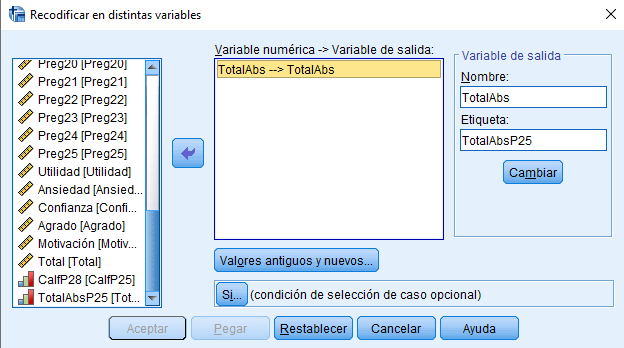 Recodificar en distintas variables
Preg20 [Preg20]
Preg21 [Preg21]
Preg22 [Preg22]
Preg23 [Preg23]
Preg24 [Preg24]
Preg25 [Preg25]
Utilidad [Utilidad]
Ansiedad [Ansied...
Confianza [Confi...
Agrado [Agrado]
Motivación [Motiv...
Total [Total]
CalfP28 [CalfP25]
TotalAbsP25 [Tot...
Variable numérica -> Variable de salida:
TotalAbs --> TotalAbs
Variable de salida
Nombre:
TotalAbs
Etiqueta:
TotalAbsP25
Cambiar
Valores antiguos y nuevos...
Si... (condición de selección de caso opcional)
Aceptar Pegar Restablecer Cancelar Ayuda